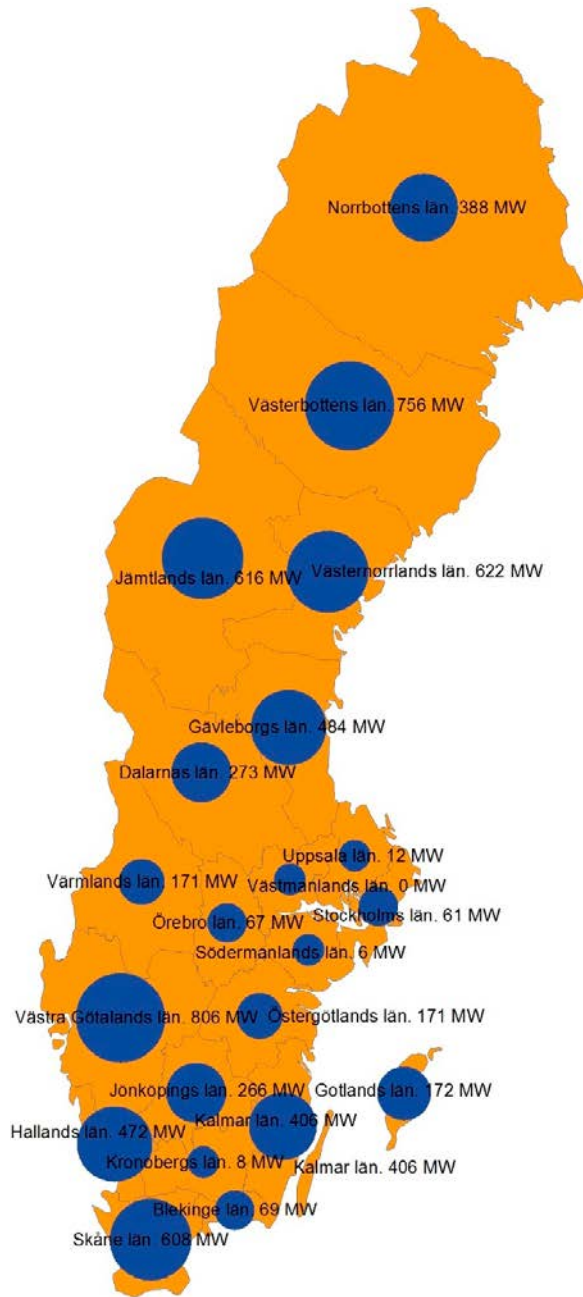 Norrbottens län. 388 MW
Västerbottens län. 756 MW
Jämtlands län. 616 MW
Västernorrlands län. 622 MW
Gävleborgs län. 484 MW
Dalarnas län. 273 MW
Uppsala län. 12 MW
Värmlands län. 171 MW
Västmanlands län. 0 MW
Stockholms län. 61 MW
Örebro län. 67 MW
Södermanlands län. 6 MW
Västra Götalands län. 806 MW
Östergotlands län. 171 MW
Jonkopings län. 266 MW
Gotlands län. 172 MW
Kalmar län. 406 MW
Hallands län. 472 MW
Kronobergs län. 8 MW
Kalmar län. 406 MW
Blekinge län. 69 MW
Skåne län. 608 MW